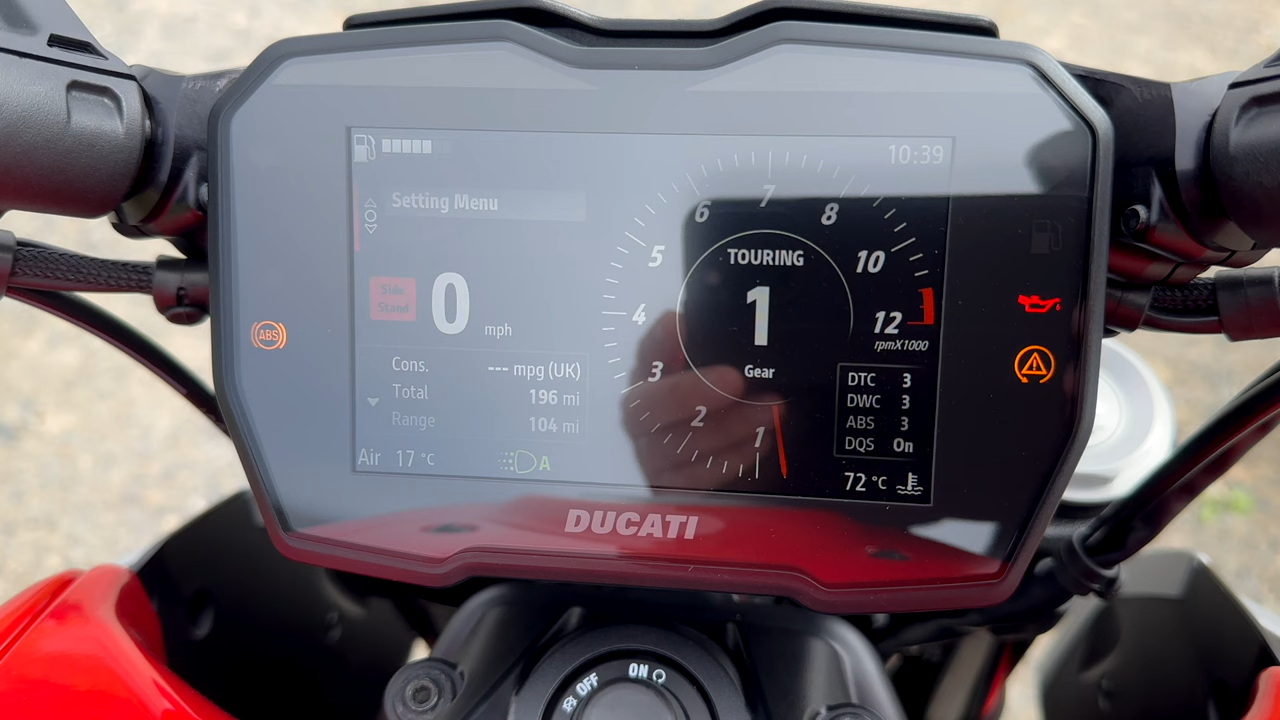 10:39
Setting Menu
Side
Stand
0 mph
Cons. --- mpg (UK)
Total 196 mi
Range 104 mi
Air 17 °C
A
1
2
3
4
5
6
7
8
10
12
rpmX1000
TOURING
1
Gear
DTC 3
DWC 3
ABS 3
DQS On
72 °C
ABS
DUCATI
OFF
ON